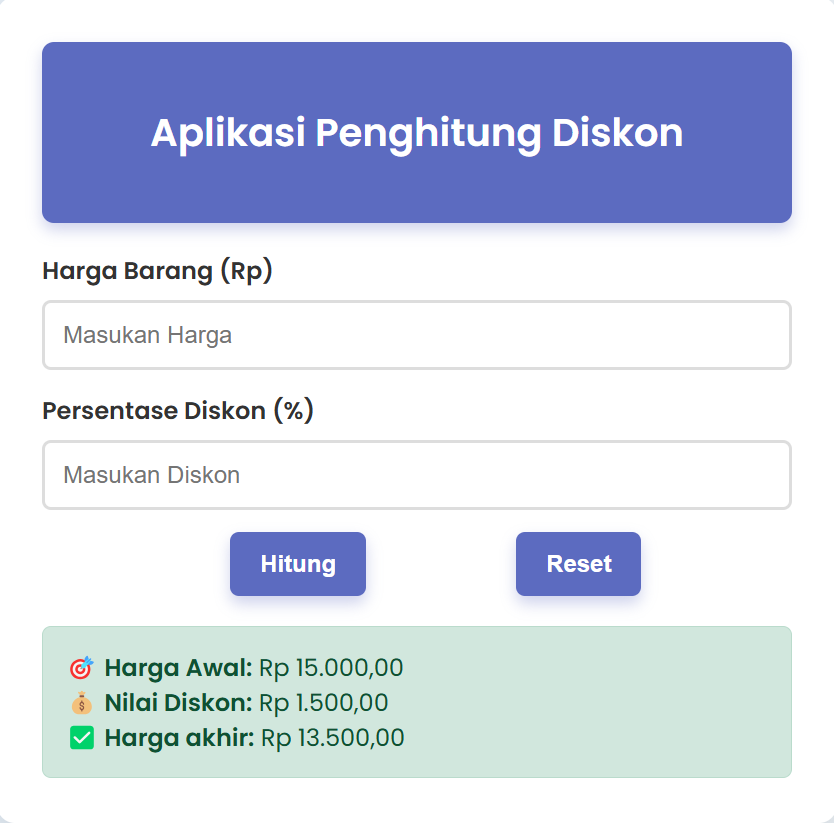 Aplikasi Penghitung Diskon
Harga Barang (Rp)
Masukan Harga
Persentase Diskon (%)
Masukan Diskon
Hitung
Reset
🎯 Harga Awal: Rp 15.000,00
💰 Nilai Diskon: Rp 1.500,00
✅ Harga akhir: Rp 13.500,00